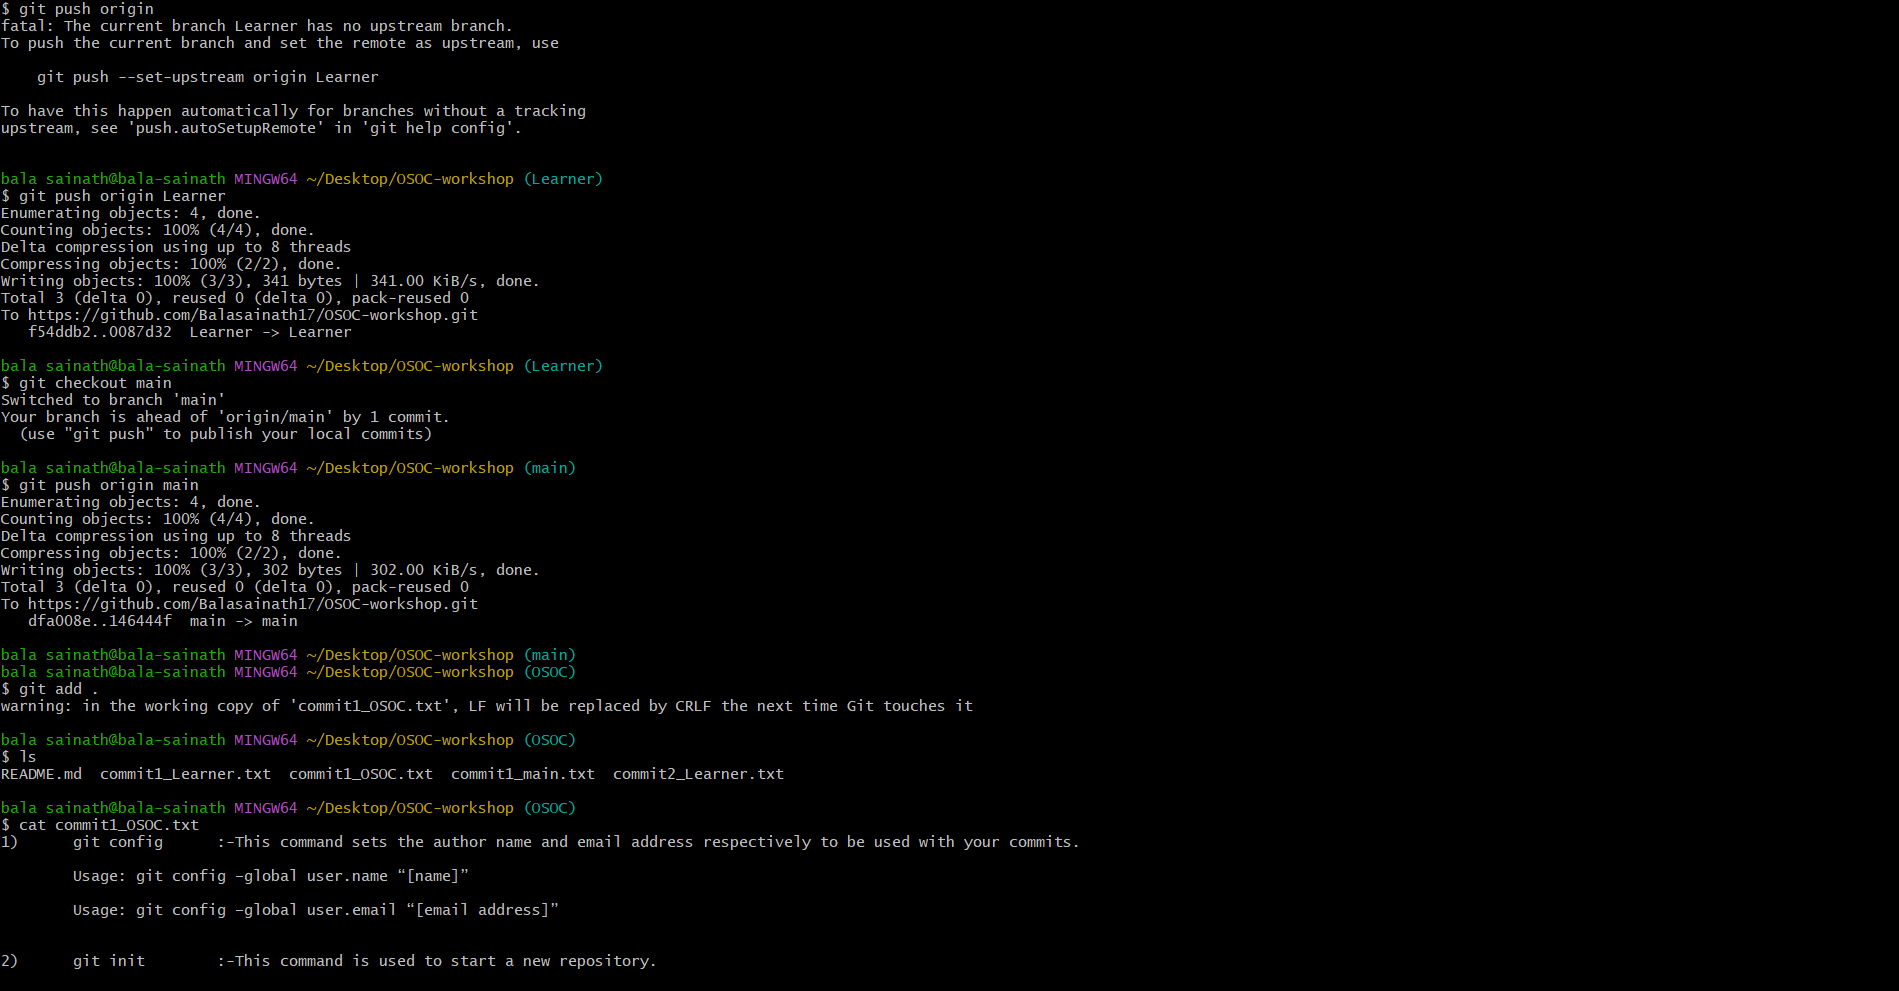 $ git push origin
fatal: The current branch Learner has no upstream branch.
To push the current branch and set the remote as upstream, use
    git push --set-upstream origin Learner
To have this happen automatically for branches without a tracking
upstream, see 'push.autoSetupRemote' in 'git help config'.
bala sainath@bala-sainath MINGW64 ~/Desktop/OSOC-workshop (Learner)
$ git push origin Learner
Enumerating objects: 4, done.
Counting objects: 100% (4/4), done.
Delta compression using up to 8 threads
Compressing objects: 100% (2/2), done.
Writing objects: 100% (3/3), 341 bytes | 341.00 KiB/s, done.
Total 3 (delta 0), reused 0 (delta 0), pack-reused 0
To https://github.com/Balasainath17/OSOC-workshop.git
   f54ddb2..0087d32  Learner -> Learner
bala sainath@bala-sainath MINGW64 ~/Desktop/OSOC-workshop (Learner)
$ git checkout main
Switched to branch 'main'
Your branch is ahead of 'origin/main' by 1 commit.
  (use "git push" to publish your local commits)
bala sainath@bala-sainath MINGW64 ~/Desktop/OSOC-workshop (main)
$ git push origin main
Enumerating objects: 4, done.
Counting objects: 100% (4/4), done.
Delta compression using up to 8 threads
Compressing objects: 100% (2/2), done.
Writing objects: 100% (3/3), 302 bytes | 302.00 KiB/s, done.
Total 3 (delta 0), reused 0 (delta 0), pack-reused 0
To https://github.com/Balasainath17/OSOC-workshop.git
   dfa008e..146444f  main -> main
bala sainath@bala-sainath MINGW64 ~/Desktop/OSOC-workshop (main)
bala sainath@bala-sainath MINGW64 ~/Desktop/OSOC-workshop (OSOC)
$ git add .
warning: in the working copy of 'commit1_OSOC.txt', LF will be replaced by CRLF the next time Git touches it
bala sainath@bala-sainath MINGW64 ~/Desktop/OSOC-workshop (OSOC)
$ ls
README.md  commit1_Learner.txt  commit1_OSOC.txt  commit1_main.txt  commit2_Learner.txt
bala sainath@bala-sainath MINGW64 ~/Desktop/OSOC-workshop (OSOC)
$ cat commit1_OSOC.txt
1)      git config      :-This command sets the author name and email address respectively to be used with your commits.
        Usage: git config –global user.name “[name]”
        Usage: git config –global user.email “[email address]”
2)      git init        :-This command is used to start a new repository.